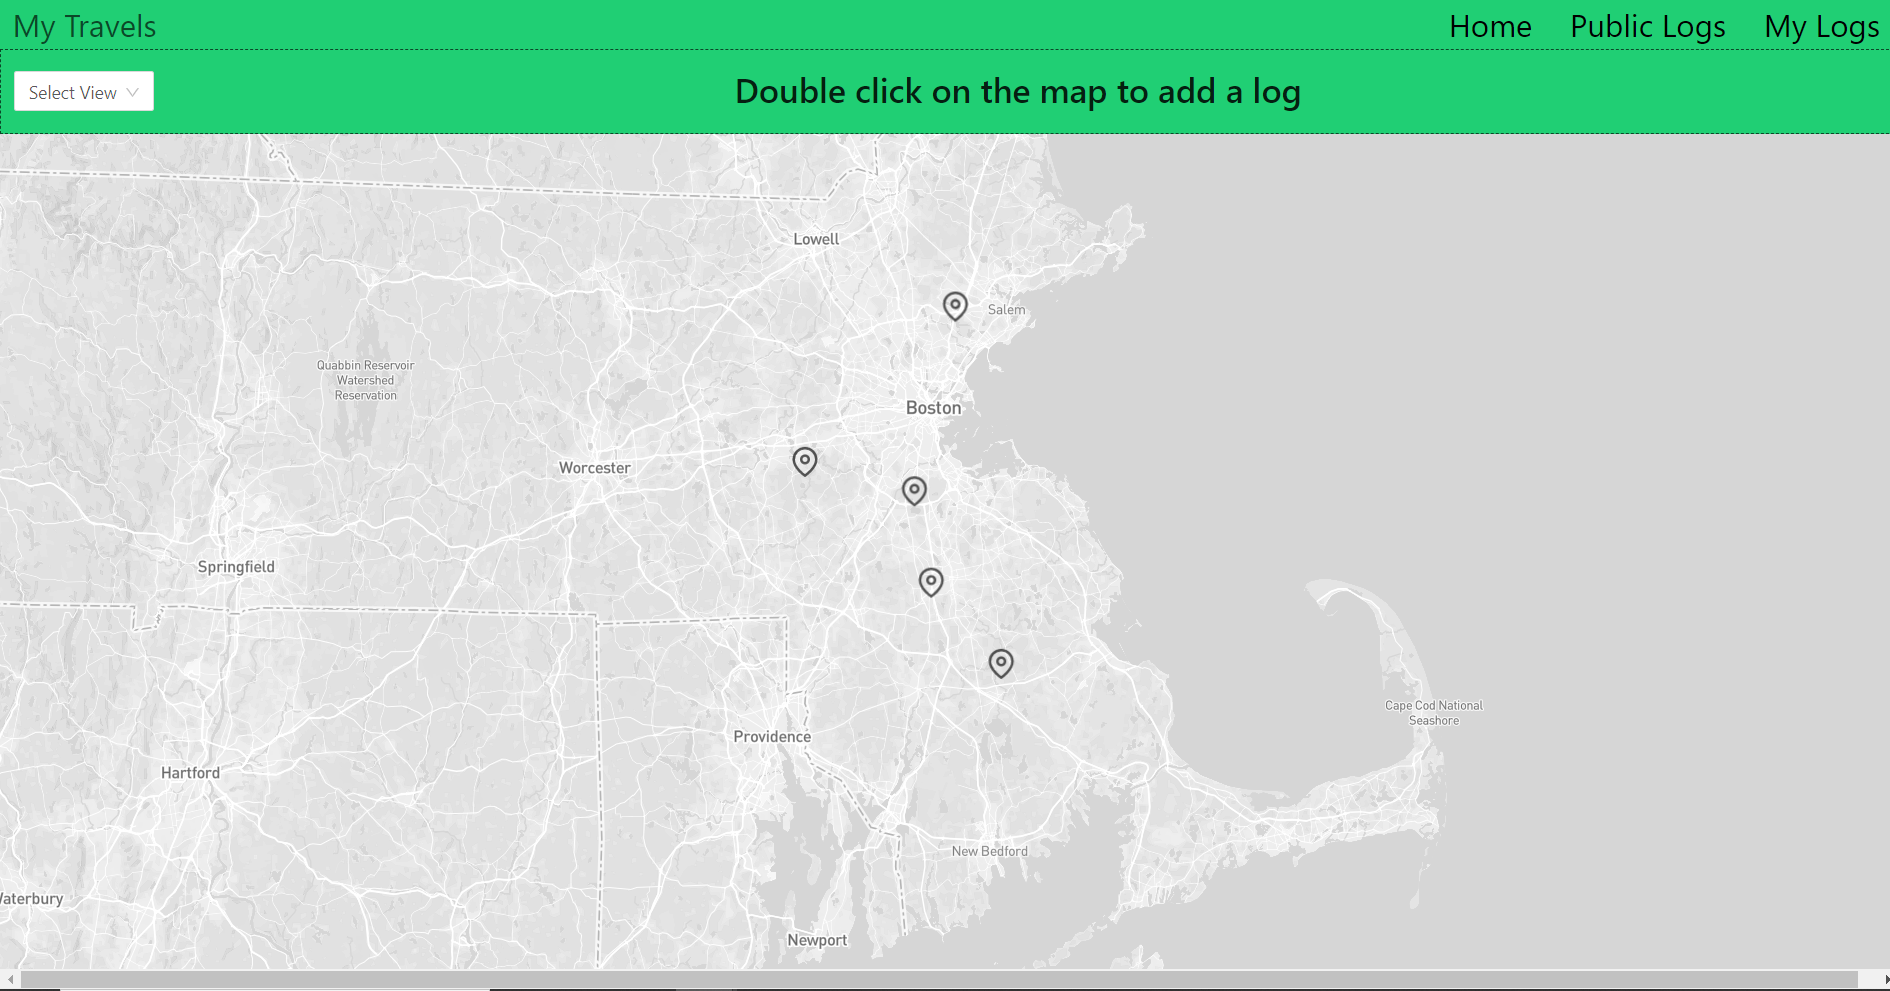 My Travels
Home
Public Logs
My Logs
Select View
Double click on the map to add a log
Lowell
Salem
Quabbin Reservoir
Watershed
Reservation
Boston
Worcester
Springfield
Cape Cod National
Seashore
Providence
Hartford
New Bedford
Waterbury
Newport